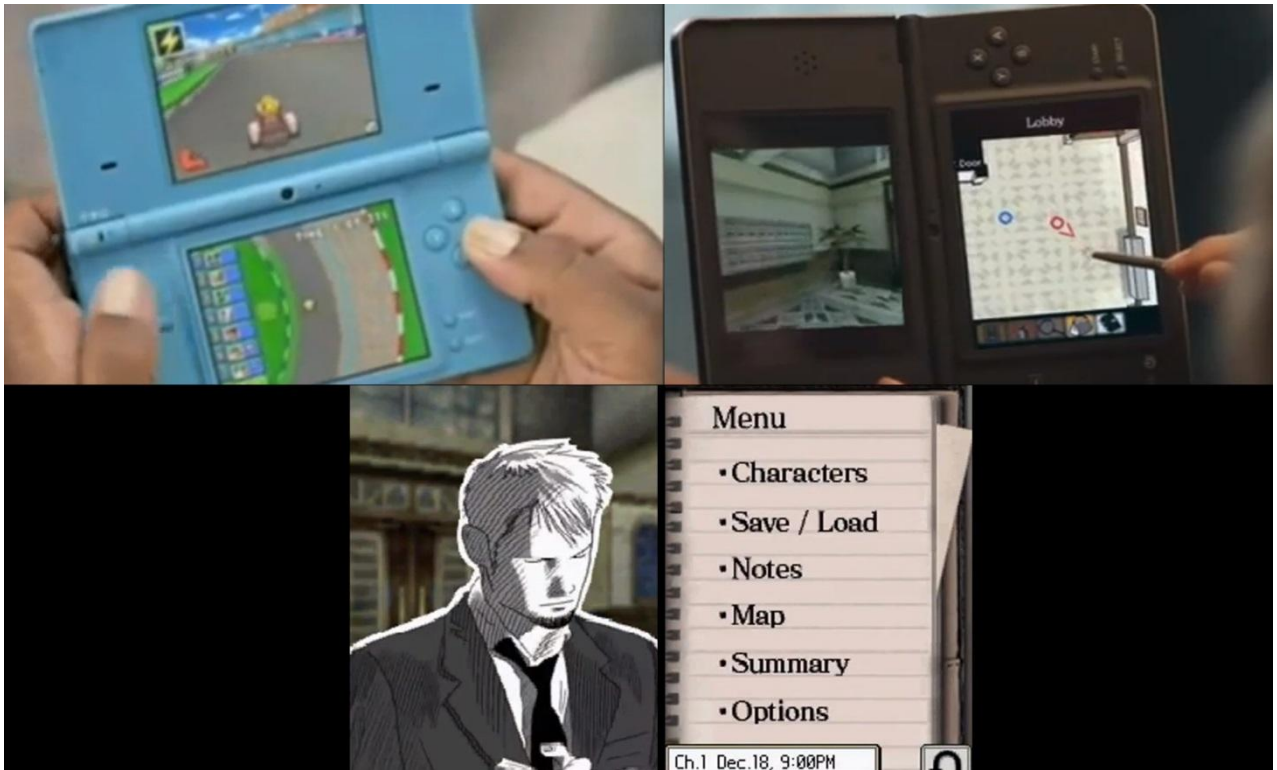 Lobby
Door
Menu
• Characters
• Save / Load
• Notes
• Map
• Summary
• Options
Ch.1 Dec.18, 9:00PM